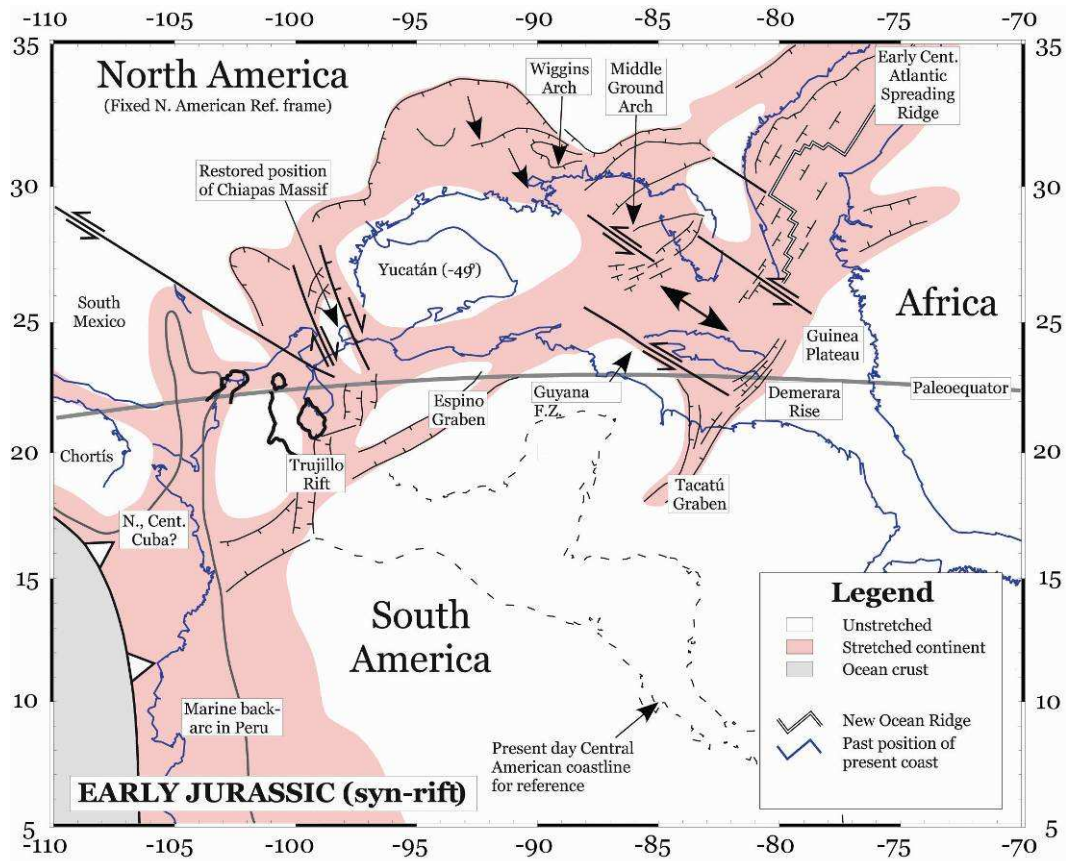 -110 -105 -100 -95 -90 -85 -80 -75 -70
35
35
North America
(Fixed N. American Ref. frame)
Wiggins
Arch
Middle
Ground
Arch
Early Cent.
Atlantic
Spreading
Ridge
Restored position
of Chiapas Massif
30
30
Yucatán (~49°)
South
Mexico
25
25
Africa
Guinea
Plateau
Paleoequator
Espino
Graben
Guyana
F.Z.
Demerara
Rise
Chortís
20
20
Trujillo
Rift
Tacatú
Graben
N., Cent.
Cuba?
15
15
South
America
Legend
Unstretched
Stretched continent
Ocean crust
New Ocean Ridge
Past position of
present coast
10
10
Marine back-
arc in Peru
Present day Central
American coastline
for reference
EARLY JURASSIC (syn-rift)
5
5
-110 -105 -100 -95 -90 -85 -80 -75 -70